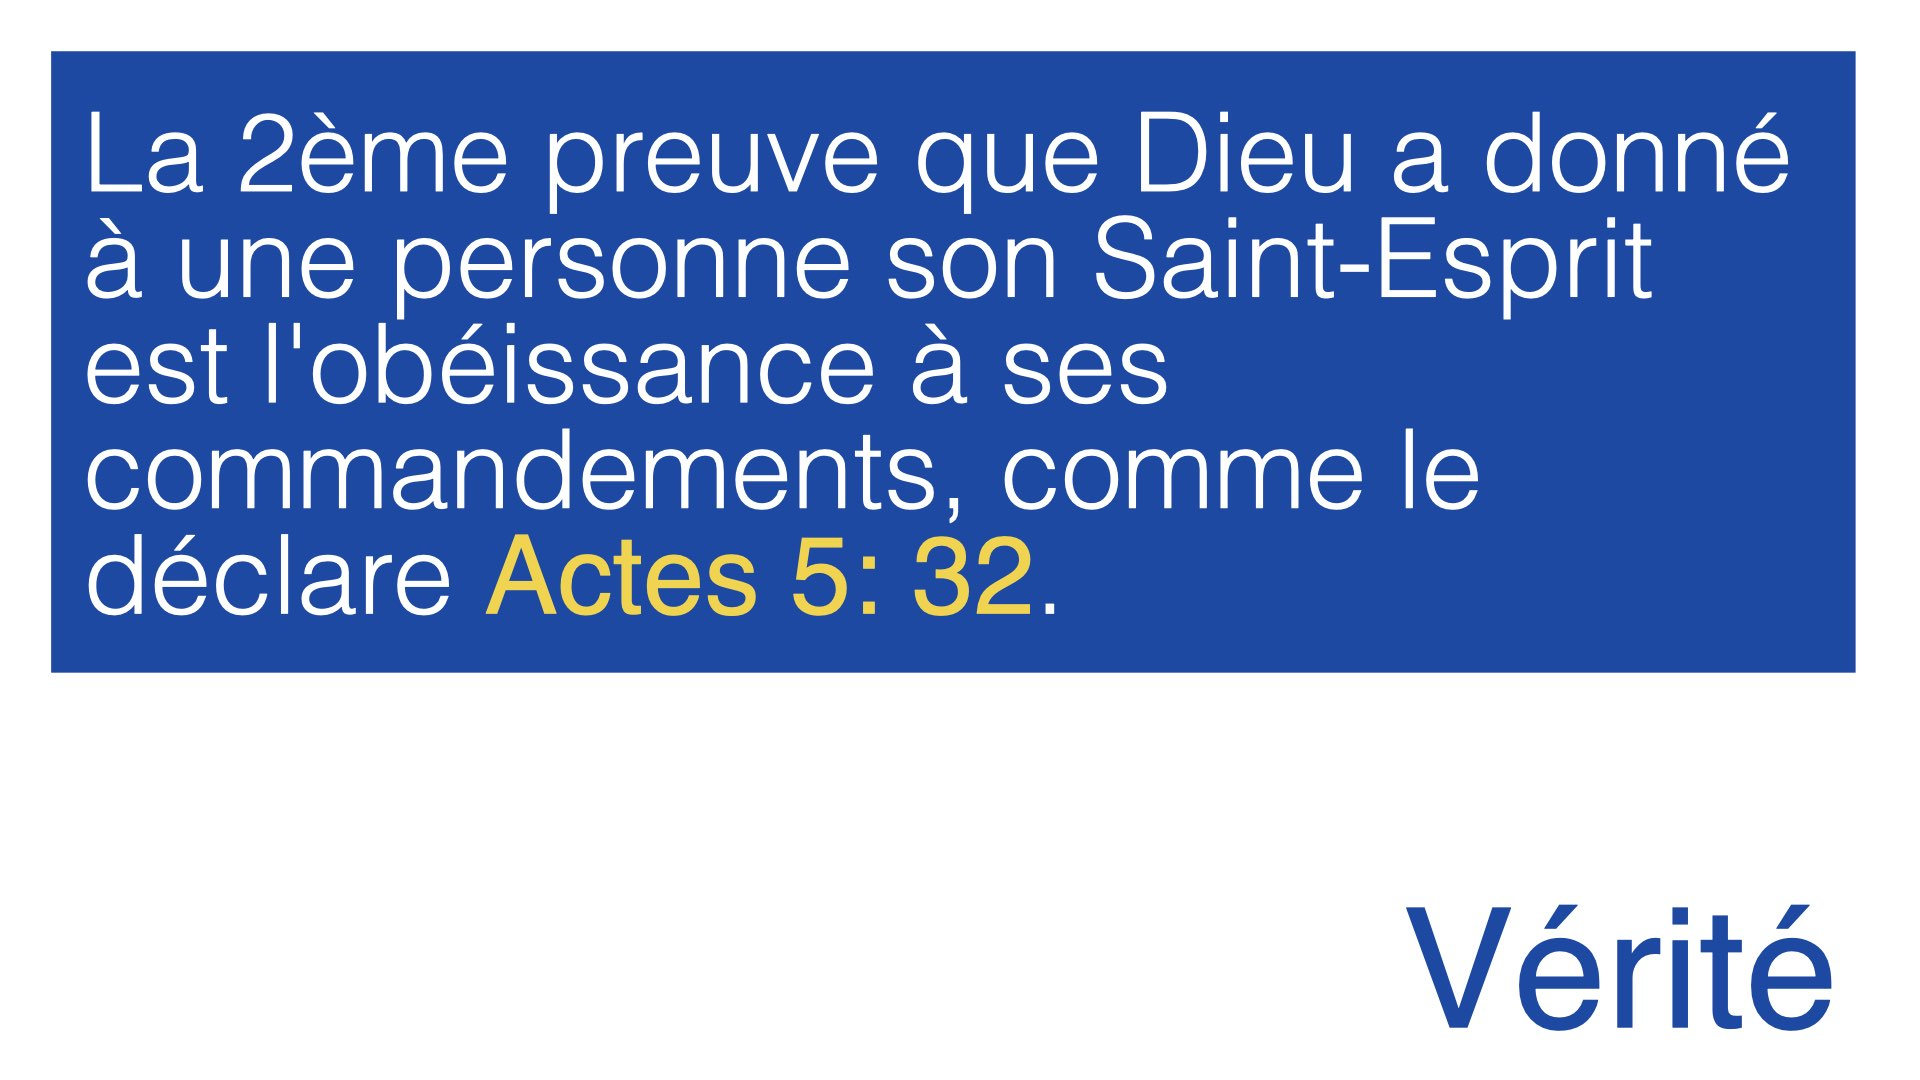 La 2ème preuve que Dieu a donné
à une personne son Saint-Esprit
est l'obéissance à ses
commandements, comme le
déclare Actes 5: 32.
Vérité